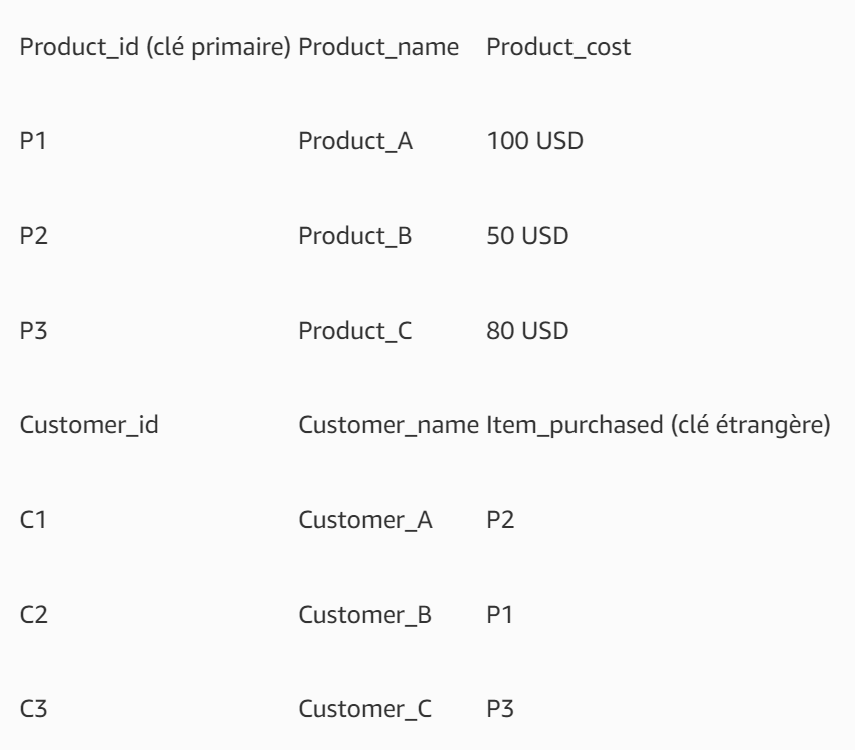 Product_id (clé primaire) Product_name Product_cost
P1 Product_A 100 USD
P2 Product_B 50 USD
P3 Product_C 80 USD
Customer_id Customer_name Item_purchased (clé étrangère)
C1 Customer_A P2
C2 Customer_B P1
C3 Customer_C P3